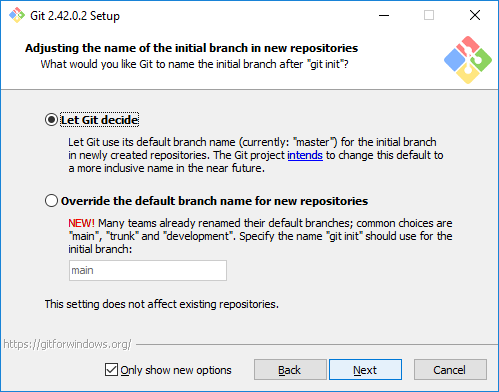 Git 2.42.0.2 Setup
Adjusting the name of the initial branch in new repositories
What would you like Git to name the initial branch after "git init"?
Let Git decide
Let Git use its default branch name (currently: "master") for the initial branch
in newly created repositories. The Git project intends to change this default to
a more inclusive name in the near future.
Override the default branch name for new repositories
NEW! Many teams already renamed their default branches; common choices are
"main", "trunk" and "development". Specify the name "git init" should use for the
initial branch:
main
This setting does not affect existing repositories.
https://gitforwindows.org/
Only show new options
Back
Next
Cancel